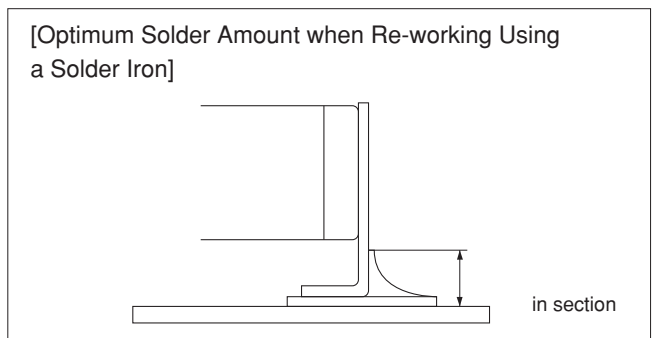 [Optimum Solder Amount when Re-working Using
a Solder Iron]
in section